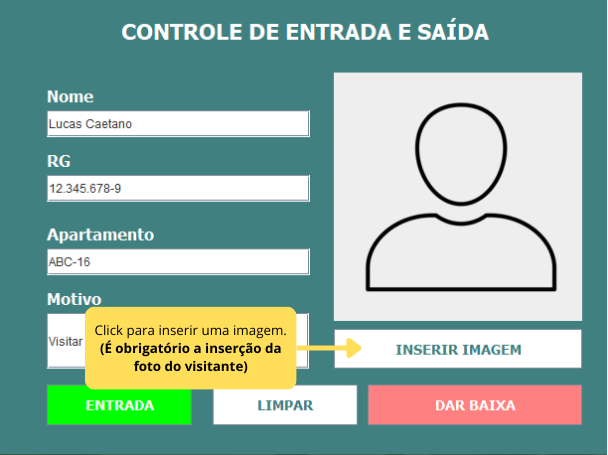 CONTROLE DE ENTRADA E SAÍDA
Nome
Lucas Caetano
RG
12.345.678-9
Apartamento
ABC-16
Motivo
Visitar
Click para inserir uma imagem.
(É obrigatório a inserção da
foto do visitante)
INSERIR IMAGEM
ENTRADA
LIMPAR
DAR BAIXA